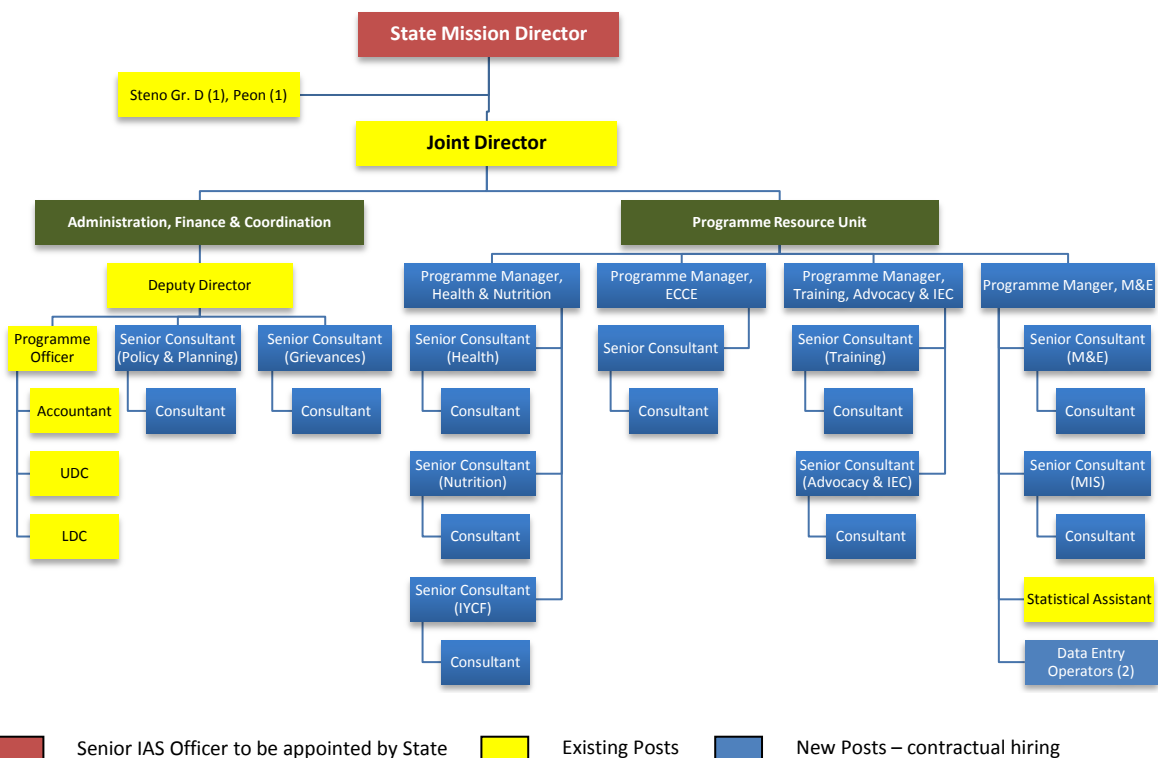 State Mission Director
Steno Gr. D (1), Peon (1)
Joint Director
Administration, Finance & Coordination
Programme Resource Unit
Deputy Director
Programme Manager,
Health & Nutrition
Programme Manager,
ECCE
Programme Manager,
Training, Advocacy & IEC
Programme Manger, M&E
Programme
Officer
Senior Consultant
(Policy & Planning)
Senior Consultant
(Grievances)
Senior Consultant
(Health)
Senior Consultant
Senior Consultant
(Training)
Senior Consultant
(M&E)
Accountant
Consultant
Consultant
Consultant
Consultant
Consultant
Consultant
UDC
Senior Consultant
(Nutrition)
Senior Consultant
(Advocacy & IEC)
Senior Consultant
(MIS)
LDC
Consultant
Consultant
Senior Consultant
(IYCF)
Statistical Assistant
Consultant
Data Entry
Operators (2)
Senior IAS Officer to be appointed by State
Existing Posts
New Posts – contractual hiring